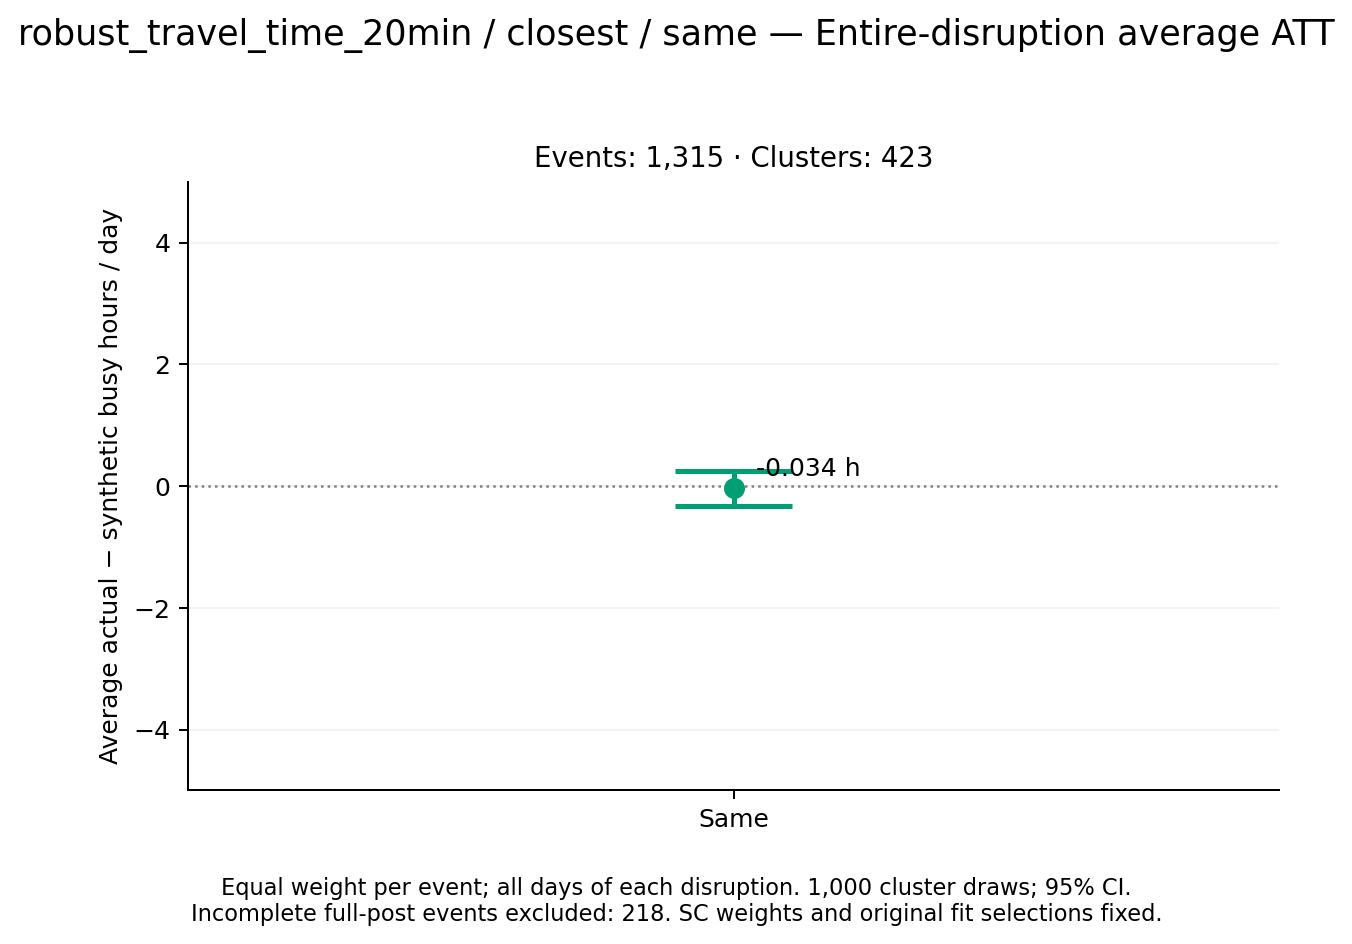 robust_travel_time_20min / closest / same — Entire-disruption average ATT
Events: 1,315 · Clusters: 423
Average actual − synthetic busy hours / day
4
2
0
−2
−4
-0.034 h
Same
Equal weight per event; all days of each disruption. 1,000 cluster draws; 95% CI.
Incomplete full-post events excluded: 218. SC weights and original fit selections fixed.